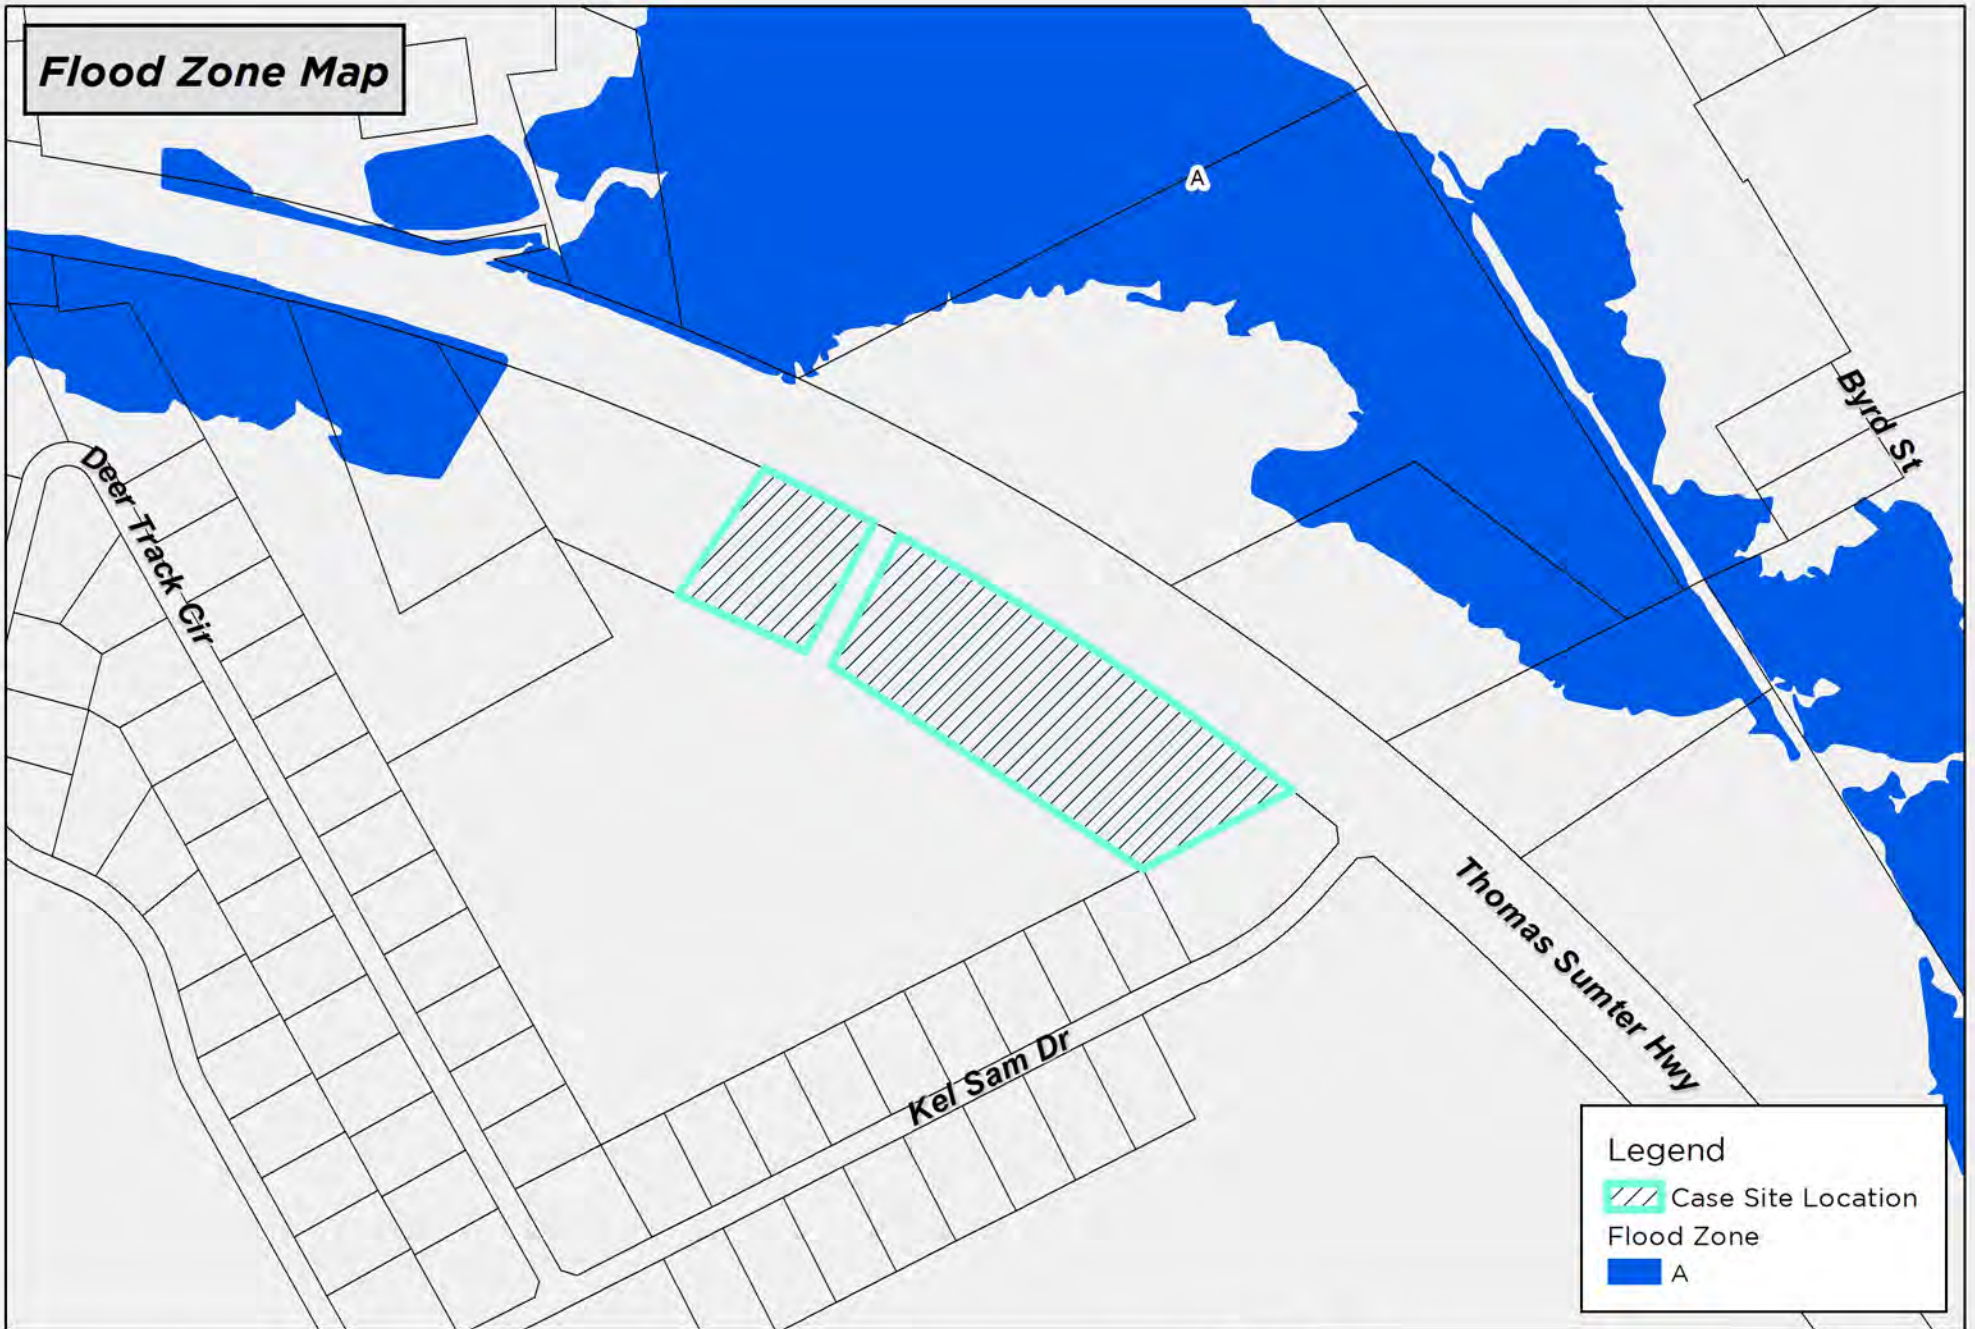 Flood Zone Map
A
Byrd St
Deer Track Cir
Thomas Sumter Hwy
Kel Sam Dr
Legend
Case Site Location
Flood Zone
A